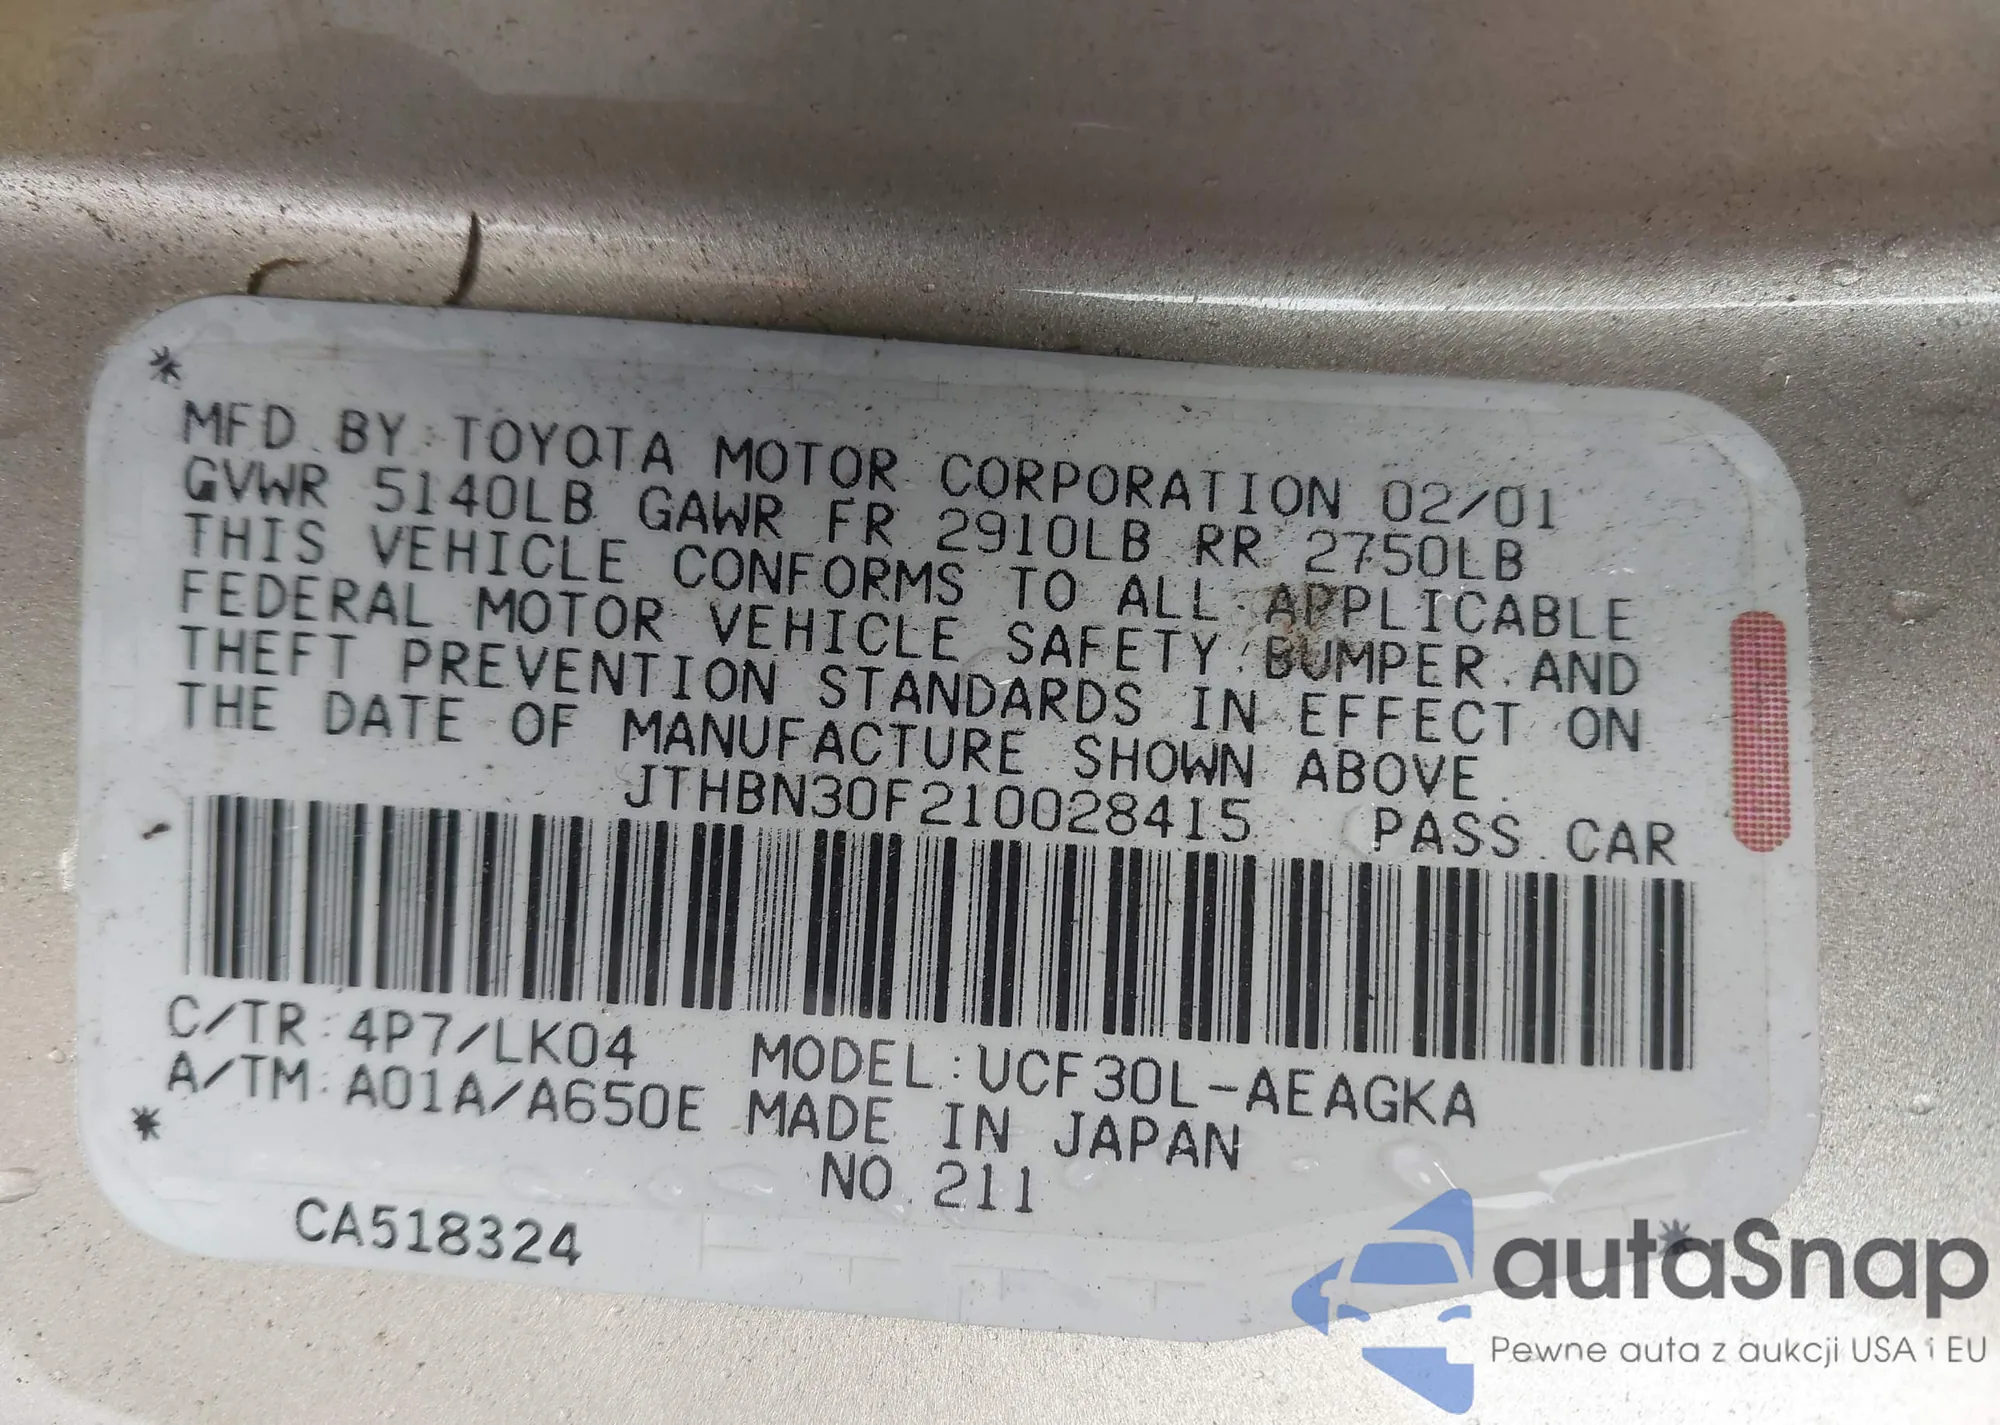 MFD. BY: TOYOTA MOTOR CORPORATION 02/01
GVWR 5140LB GAWR FR 2910LB RR 2750LB
THIS VEHICLE CONFORMS TO ALL APPLICABLE
FEDERAL MOTOR VEHICLE SAFETY, BUMPER, AND
THEFT PREVENTION STANDARDS IN EFFECT ON
THE DATE OF MANUFACTURE SHOWN ABOVE.
JTHBN30F210028415 PASS. CAR
C/TR: 4P7/LK04 MODEL: UCF30L-AEAGKA
A/TM: A01A/A650E MADE IN JAPAN
NO. 211
CA518324
autaSnap
Pewne auta z aukcji USA i EU